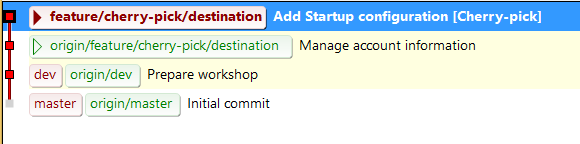 feature/cherry-pick/destination Add Startup configuration [Cherry-pick]
origin/feature/cherry-pick/destination Manage account information
dev origin/dev Prepare workshop
master origin/master Initial commit